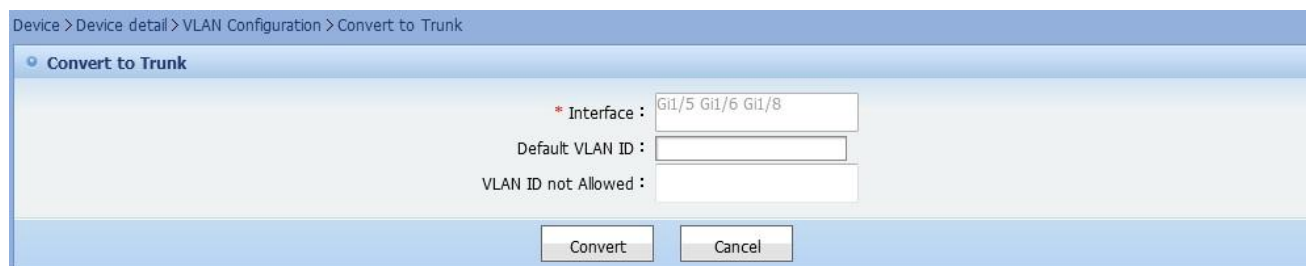 Device > Device detail > VLAN Configuration > Convert to Trunk
Convert to Trunk
* Interface : Gi1/5 Gi1/6 Gi1/8
Default VLAN ID :
VLAN ID not Allowed :
Convert Cancel